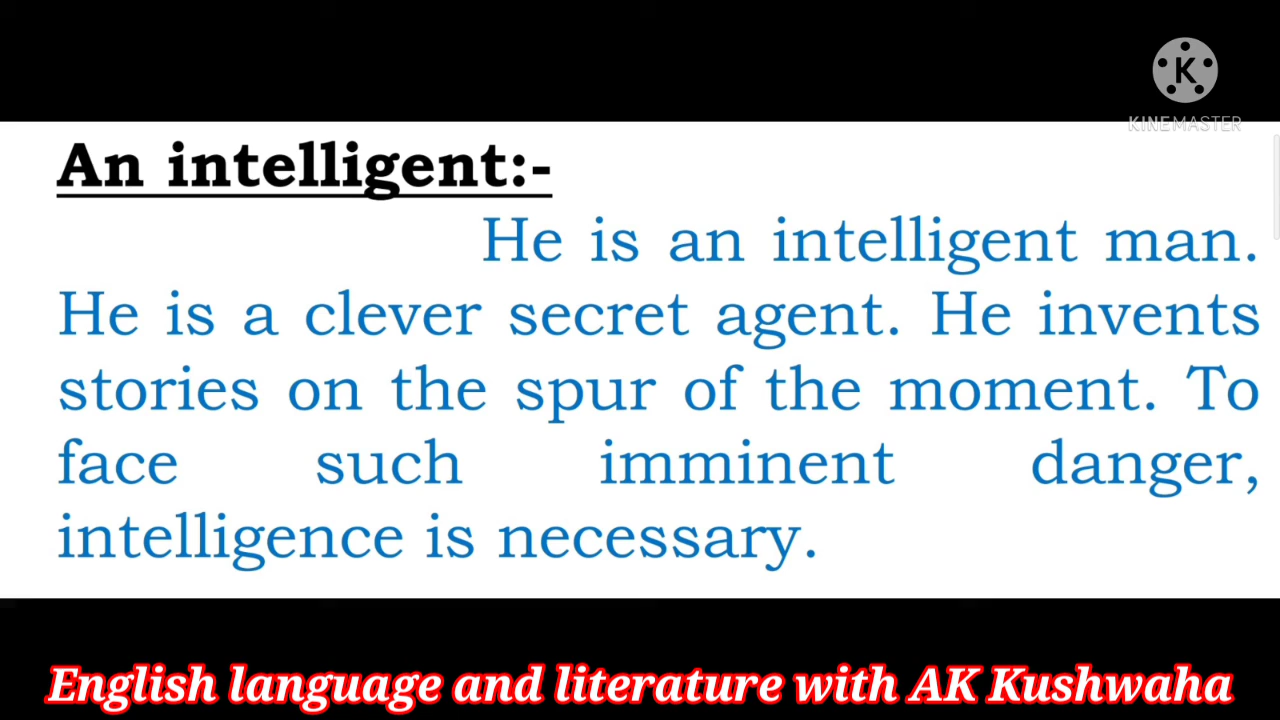 K
KINEMASTER
An intelligent:-
He is an intelligent man.
He is a clever secret agent. He invents
stories on the spur of the moment. To
face such imminent danger,
intelligence is necessary.
English language and literature with AK Kushwaha